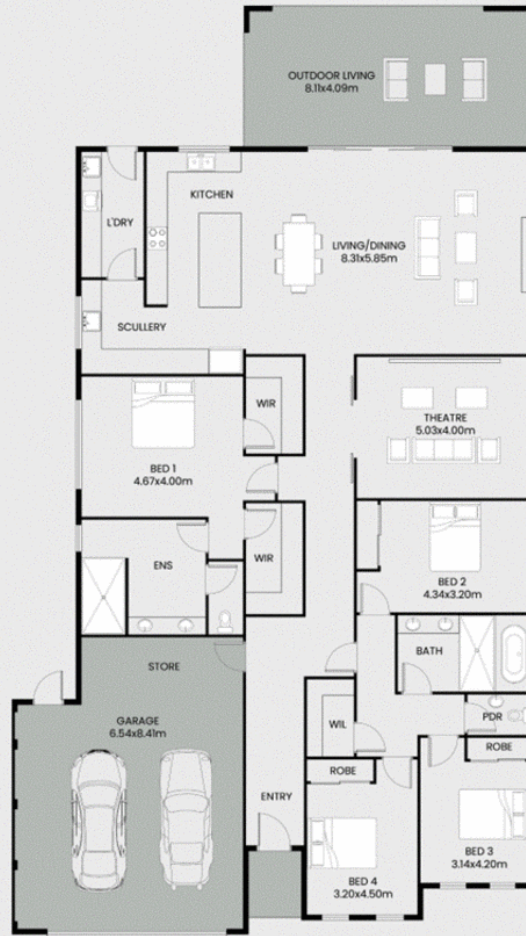 OUTDOOR LIVING
8.11x4.09m
KITCHEN
L'DRY
LIVING/DINING
8.31x5.85m
SCULLERY
WIR
THEATRE
5.03x4.00m
BED 1
4.67x4.00m
WIR
ENS
BED 2
4.34x3.20m
BATH
STORE
PDR
GARAGE
6.54x8.41m
WIL
ROBE
ROBE
ENTRY
BED 3
3.14x4.20m
BED 4
3.20x4.50m